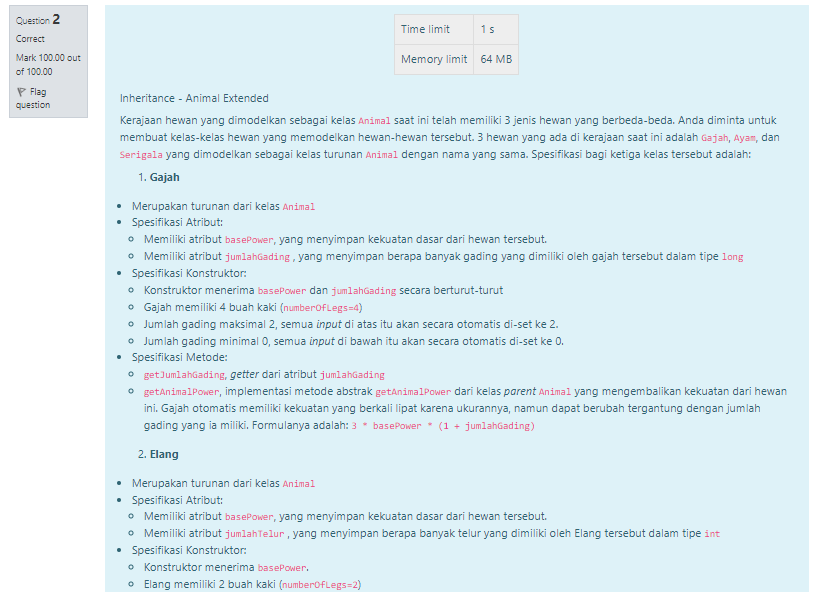 Question 2
Correct
Mark 100.00 out
of 100.00
Flag
question
Time limit 1 s
Memory limit 64 MB
Inheritance - Animal Extended
Kerajaan hewan yang dimodelkan sebagai kelas Animal saat ini telah memiliki 3 jenis hewan yang berbeda-beda. Anda diminta untuk
membuat kelas-kelas hewan yang memodelkan hewan-hewan tersebut. 3 hewan yang ada di kerajaan saat ini adalah Gajah, Ayam, dan
Serigala yang dimodelkan sebagai kelas turunan Animal dengan nama yang sama. Spesifikasi bagi ketiga kelas tersebut adalah:
1. Gajah
• Merupakan turunan dari kelas Animal
• Spesifikasi Atribut:
o Memiliki atribut basePower, yang menyimpan kekuatan dasar dari hewan tersebut.
o Memiliki atribut jumlahGading , yang menyimpan berapa banyak gading yang dimiliki oleh gajah tersebut dalam tipe long
• Spesifikasi Konstruktor:
o Konstruktor menerima basePower dan jumlahGading secara berturut-turut
o Gajah memiliki 4 buah kaki (numberOfLegs=4)
o Jumlah gading maksimal 2, semua input di atas itu akan secara otomatis di-set ke 2.
o Jumlah gading minimal 0, semua input di bawah itu akan secara otomatis di-set ke 0.
• Spesifikasi Metode:
o getJumlahGading, getter dari atribut jumlahGading
o getAnimalPower, implementasi metode abstrak getAnimalPower dari kelas parent Animal yang mengembalikan kekuatan dari hewan
ini. Gajah otomatis memiliki kekuatan yang berkali lipat karena ukurannya, namun dapat berubah tergantung dengan jumlah
gading yang ia miliki. Formulanya adalah: 3 * basePower * (1 + jumlahGading)
2. Elang
• Merupakan turunan dari kelas Animal
• Spesifikasi Atribut:
o Memiliki atribut basePower, yang menyimpan kekuatan dasar dari hewan tersebut.
o Memiliki atribut jumlahTelur , yang menyimpan berapa banyak telur yang dimiliki oleh Elang tersebut dalam tipe int
• Spesifikasi Konstruktor:
o Konstruktor menerima basePower.
o Elang memiliki 2 buah kaki (numberOfLegs=2)